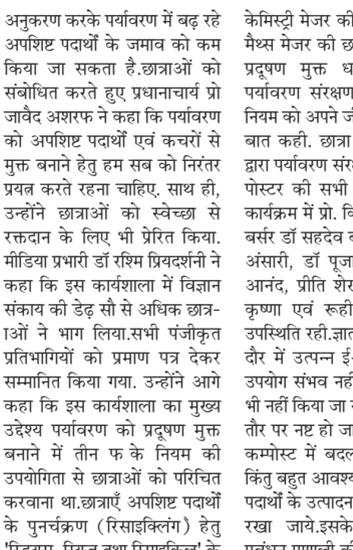 अनुकरण करके पर्यावरण में बढ़ रहे
अपशिष्ट पदार्थों के जमाव को कम
किया जा सकता है.छात्राओं को
संबोधित करते हुए प्रधानाचार्य प्रो
जावैद अशरफ ने कहा कि पर्यावरण
को अपशिष्ट पदार्थों एवं कचरों से
मुक्त बनाने हेतु हम सब को निरंतर
प्रयत्न करते रहना चाहिए. साथ ही,
उन्होंने छात्राओं को स्वेच्छा से
रक्तदान के लिए भी प्रेरित किया.
मीडिया प्रभारी डॉ रश्मि प्रियदर्शनी ने
कहा कि इस कार्यशाला में विज्ञान
संकाय की डेढ़ सौ से अधिक छात्र-
ाओं ने भाग लिया.सभी पंजीकृत
प्रतिभागियों को प्रमाण पत्र देकर
सम्मानित किया गया. उन्होंने आगे
कहा कि इस कार्यशाला का मुख्य
उद्देश्य पर्यावरण को प्रदूषण मुक्त
बनाने में तीन फ के नियम की
उपयोगिता से छात्राओं को परिचित
करवाना था.छात्राएँ अपशिष्ट पदार्थों
के पुनर्चक्रण (रिसाइक्लिंग) हेतु
केमिस्ट्री मेजर की
मैथ्स मेजर की छ
प्रदूषण मुक्त ध
पर्यावरण संरक्षण
नियम को अपने ज
बात कही. छात्रा
द्वारा पर्यावरण संर
पोस्टर की सभी
कार्यक्रम में प्रो. वि
बर्सर डॉ सहदेव
अंसारी, डॉ पूजा
आनंद, प्रीति शेर
कृष्णा एवं रूही
उपस्थिति रही.ज्ञात
दौर में उत्पन्न ई-
उपयोग संभव नही
भी नहीं किया जा
तौर पर नष्ट हो जा
कम्पोस्ट में बदल
किंतु बहुत आवश्य
पदार्थों के उत्पादन
रखा जाये.इसके